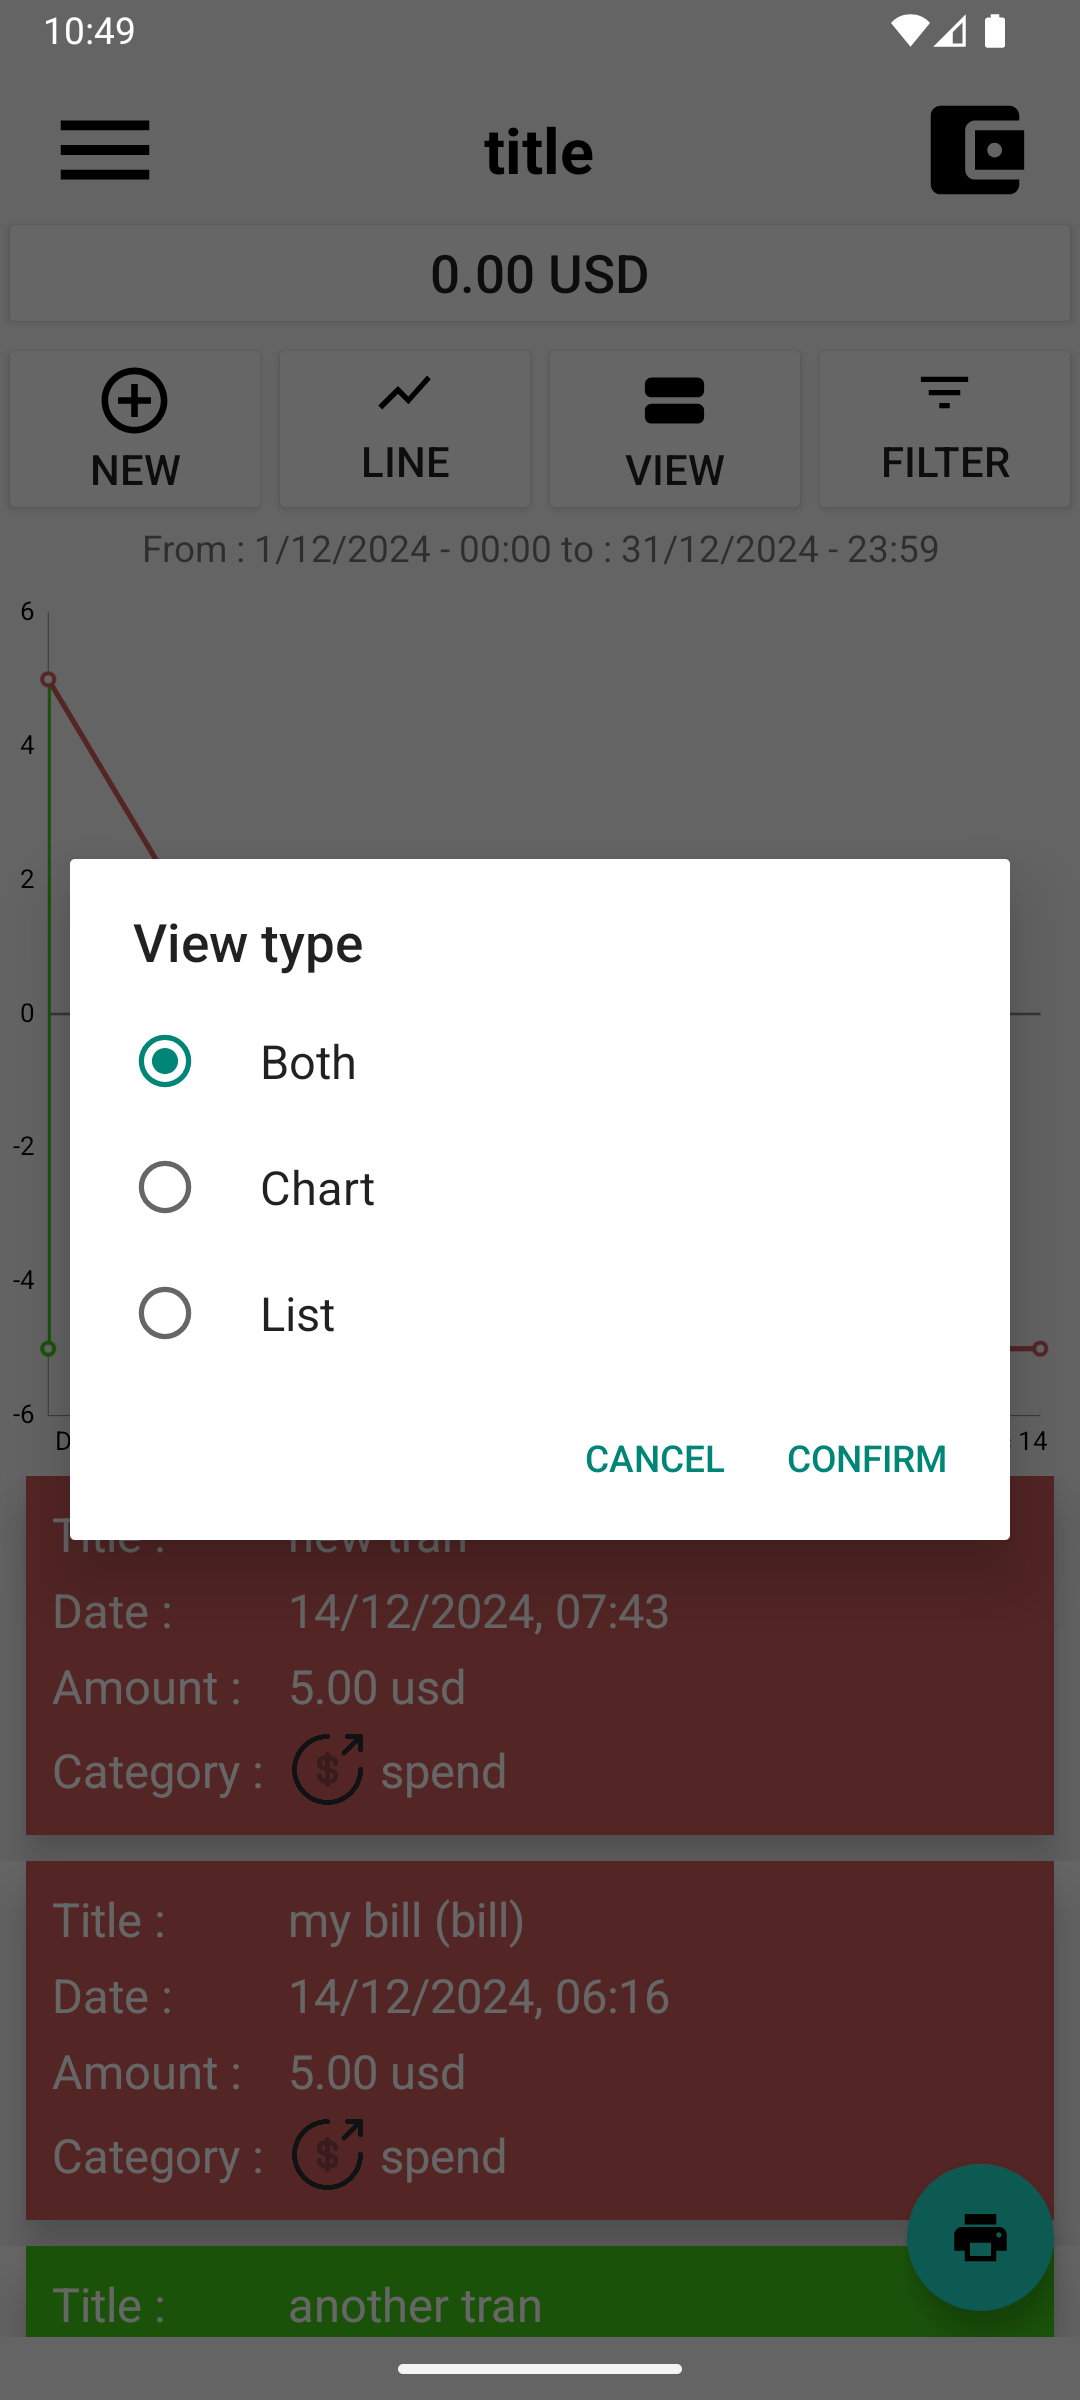 10:49
title
0.00 USD
NEW
LINE
VIEW
FILTER
From : 1/12/2024 - 00:00 to : 31/12/2024 - 23:59
6
4
2
0
-2
-4
-6
View type
Both
Chart
List
CANCEL
CONFIRM
D
14
Title : new tran
Date : 14/12/2024, 07:43
Amount : 5.00 usd
Category : $ spend
Title : my bill (bill)
Date : 14/12/2024, 06:16
Amount : 5.00 usd
Category : $ spend
Title : another tran